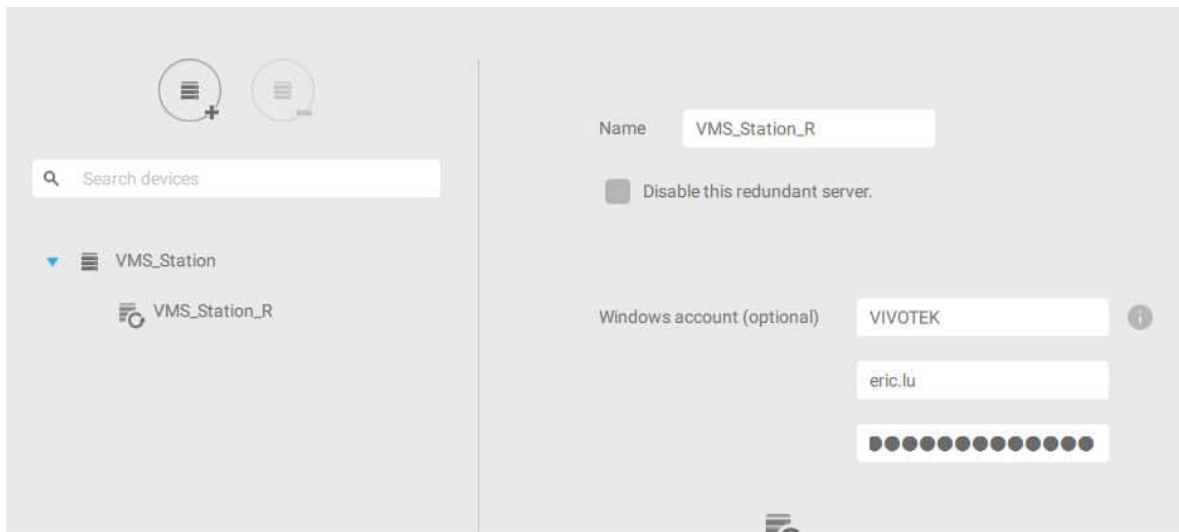 Search devices
VMS_Station
VMS_Station_R
Name VMS_Station_R
Disable this redundant server.
Windows account (optional) VIVOTEK
eric.lu